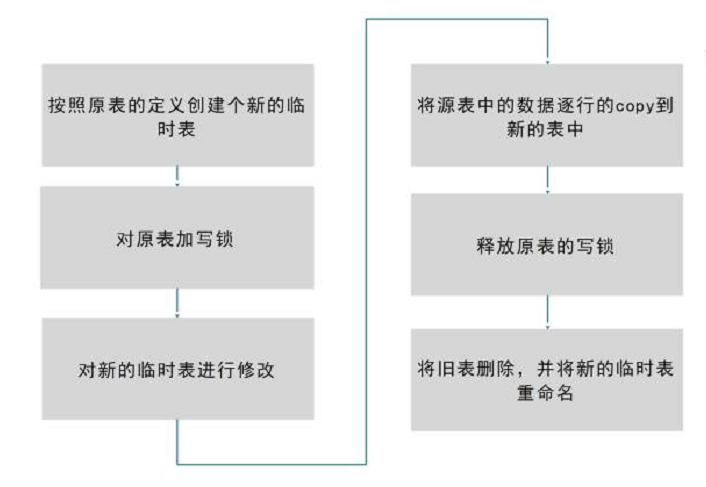 按照原表的定义创建个新的临
时表
对原表加写锁
对新的临时表进行修改
将源表中的数据逐行的copy到
新的表中
释放原表的写锁
将旧表删除，并将新的临时表
重命名